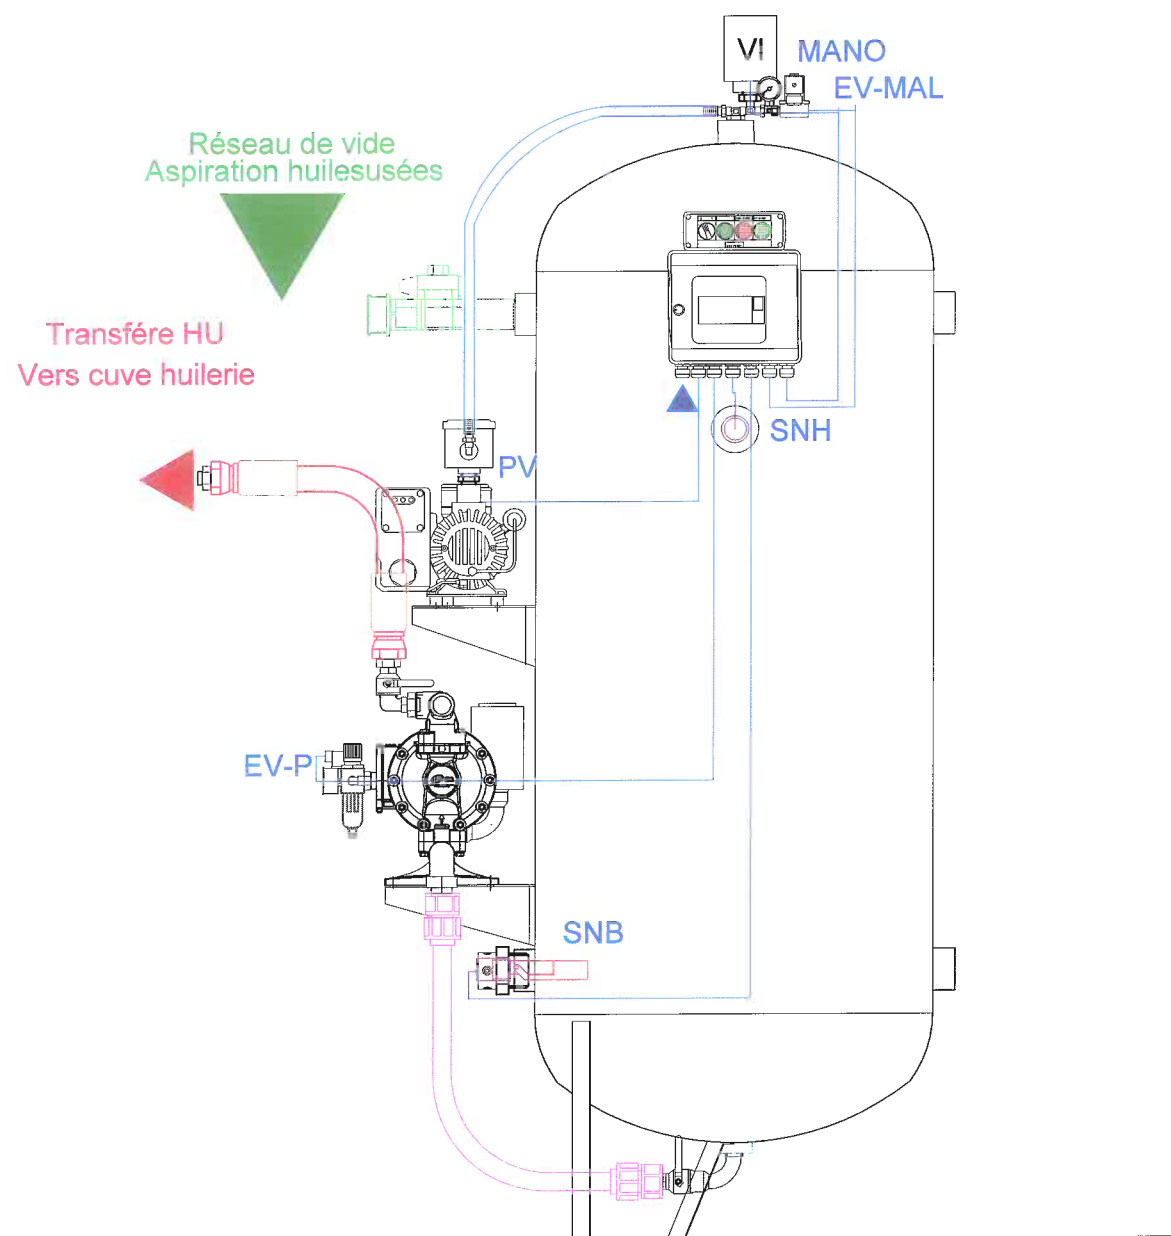 VI
MANO
EV-MAL
Réseau de vide
Aspiration huilesusées
Transfére HU
Vers cuve huilerie
SNH
PV
EV-P
SNB